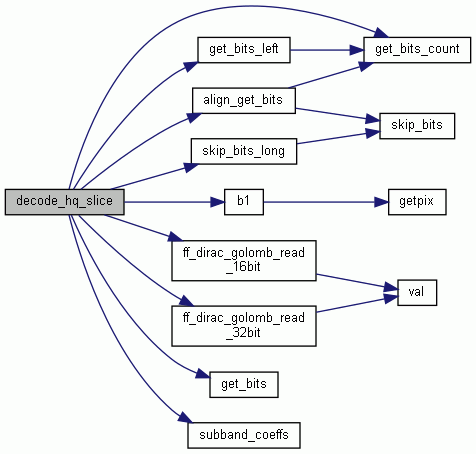 get_bits_left
get_bits_count
align_get_bits
skip_bits
skip_bits_long
decode_hq_slice
b1
getpix
ff_dirac_golomb_read
_16bit
val
ff_dirac_golomb_read
_32bit
get_bits
subband_coeffs